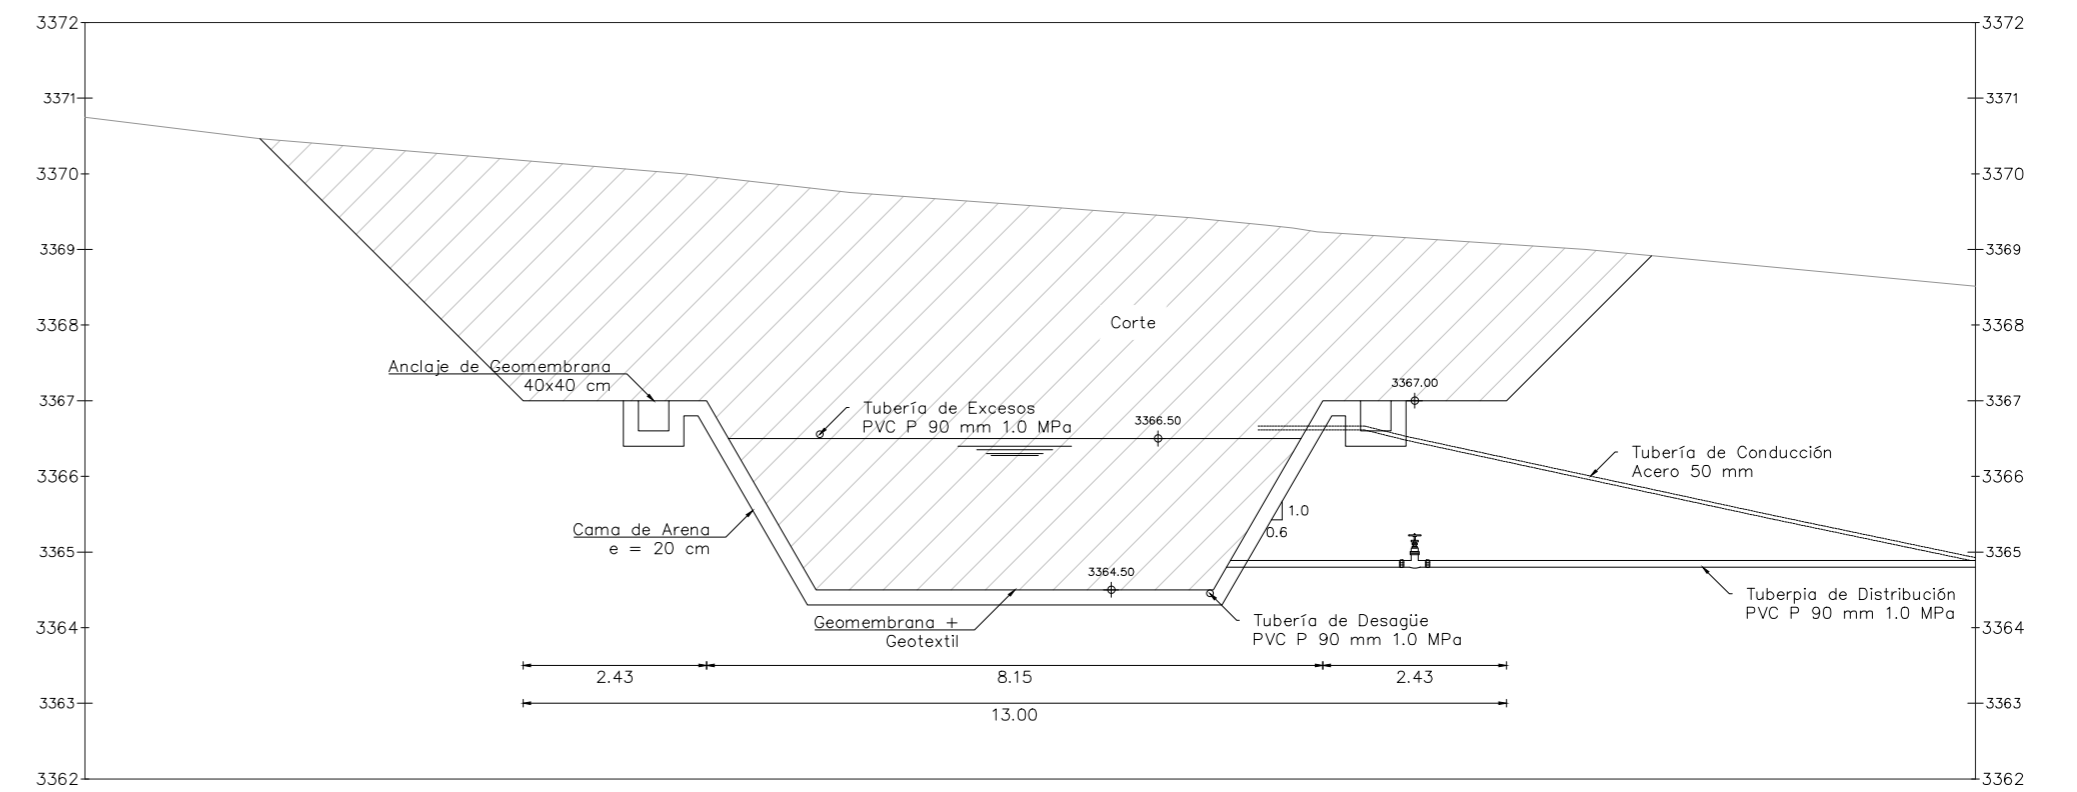 3372
3372
3371
3371
3370
3370
3369
3369
3368
3368
Corte
Anclaje de Geomembrana
40x40 cm
3367.00
3367
3367
Tubería de Excesos
PVC P 90 mm 1.0 MPa
3366.50
Tubería de Conducción
Acero 50 mm
3366
3366
1.0
0.6
Cama de Arena
e = 20 cm
3365
3365
3364.50
Tuberpia de Distribución
PVC P 90 mm 1.0 MPa
Geomembrana +
Geotextil
Tubería de Desagüe
PVC P 90 mm 1.0 MPa
3364
3364
2.43
8.15
2.43
3363
3363
13.00
3362
3362